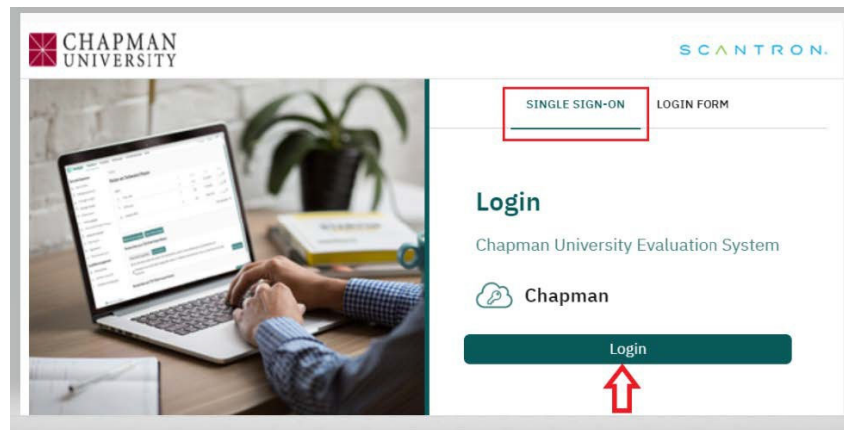 CHAPMAN
UNIVERSITY
SCANTRON.
SINGLE SIGN-ON LOGIN FORM
Login
Chapman University Evaluation System
Chapman
Login